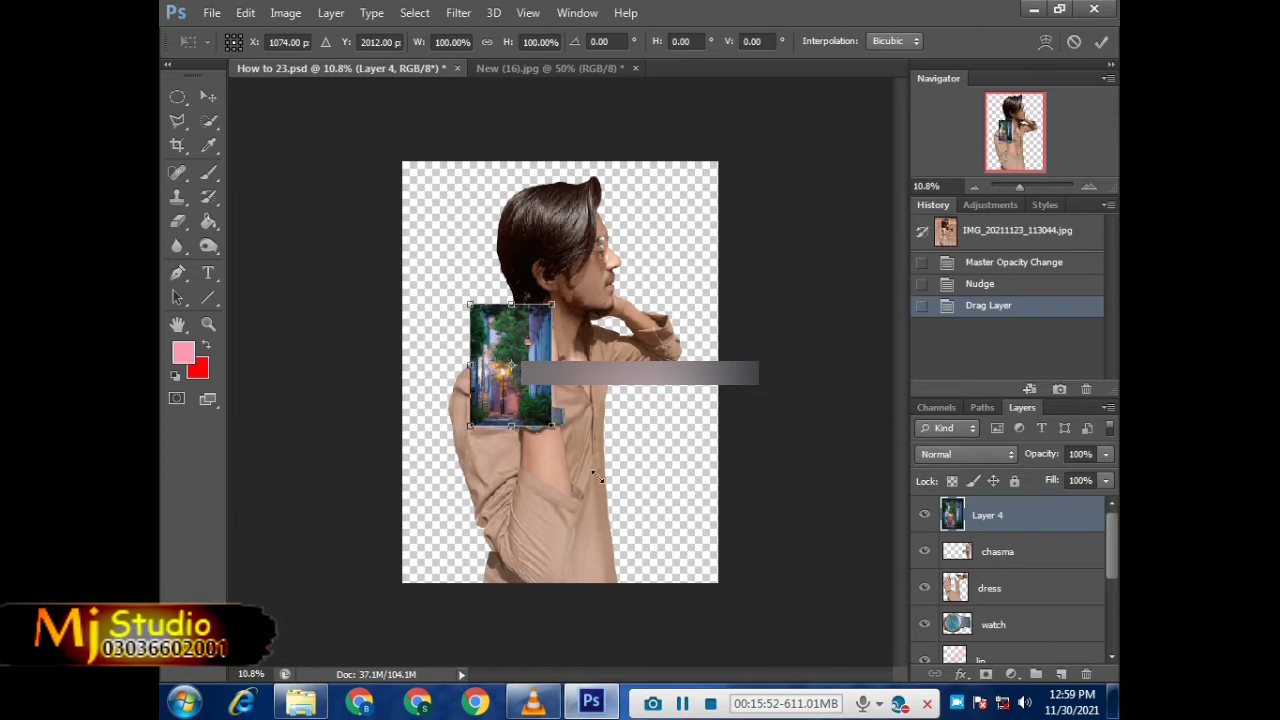 Ps File Edit Image Layer Type Select Filter 3D View Window Help
X: 1074.00 p Y: 2012.00 p W: 100.00% H: 100.00% 0.00 ° H: 0.00 ° V: 0.00 ° Interpolation: Bicubic
How to 23.psd @ 10.8% (Layer 4, RGB/8*) * × New (16).jpg @ 50% (RGB/8) * ×
Navigator
10.8%
History Adjustments Styles
IMG_20211123_113044.jpg
Master Opacity Change
Nudge
Drag Layer
Channels Paths Layers
Kind
Normal Opacity: 100%
Lock: Fill: 100%
Layer 4
chasma
dress
watch
lip
Mj Studio
03036602001
10.8% Doc: 37.1M/104.1M
B S Ps 00:15:52-611.01MB 12:59 PM
11/30/2021